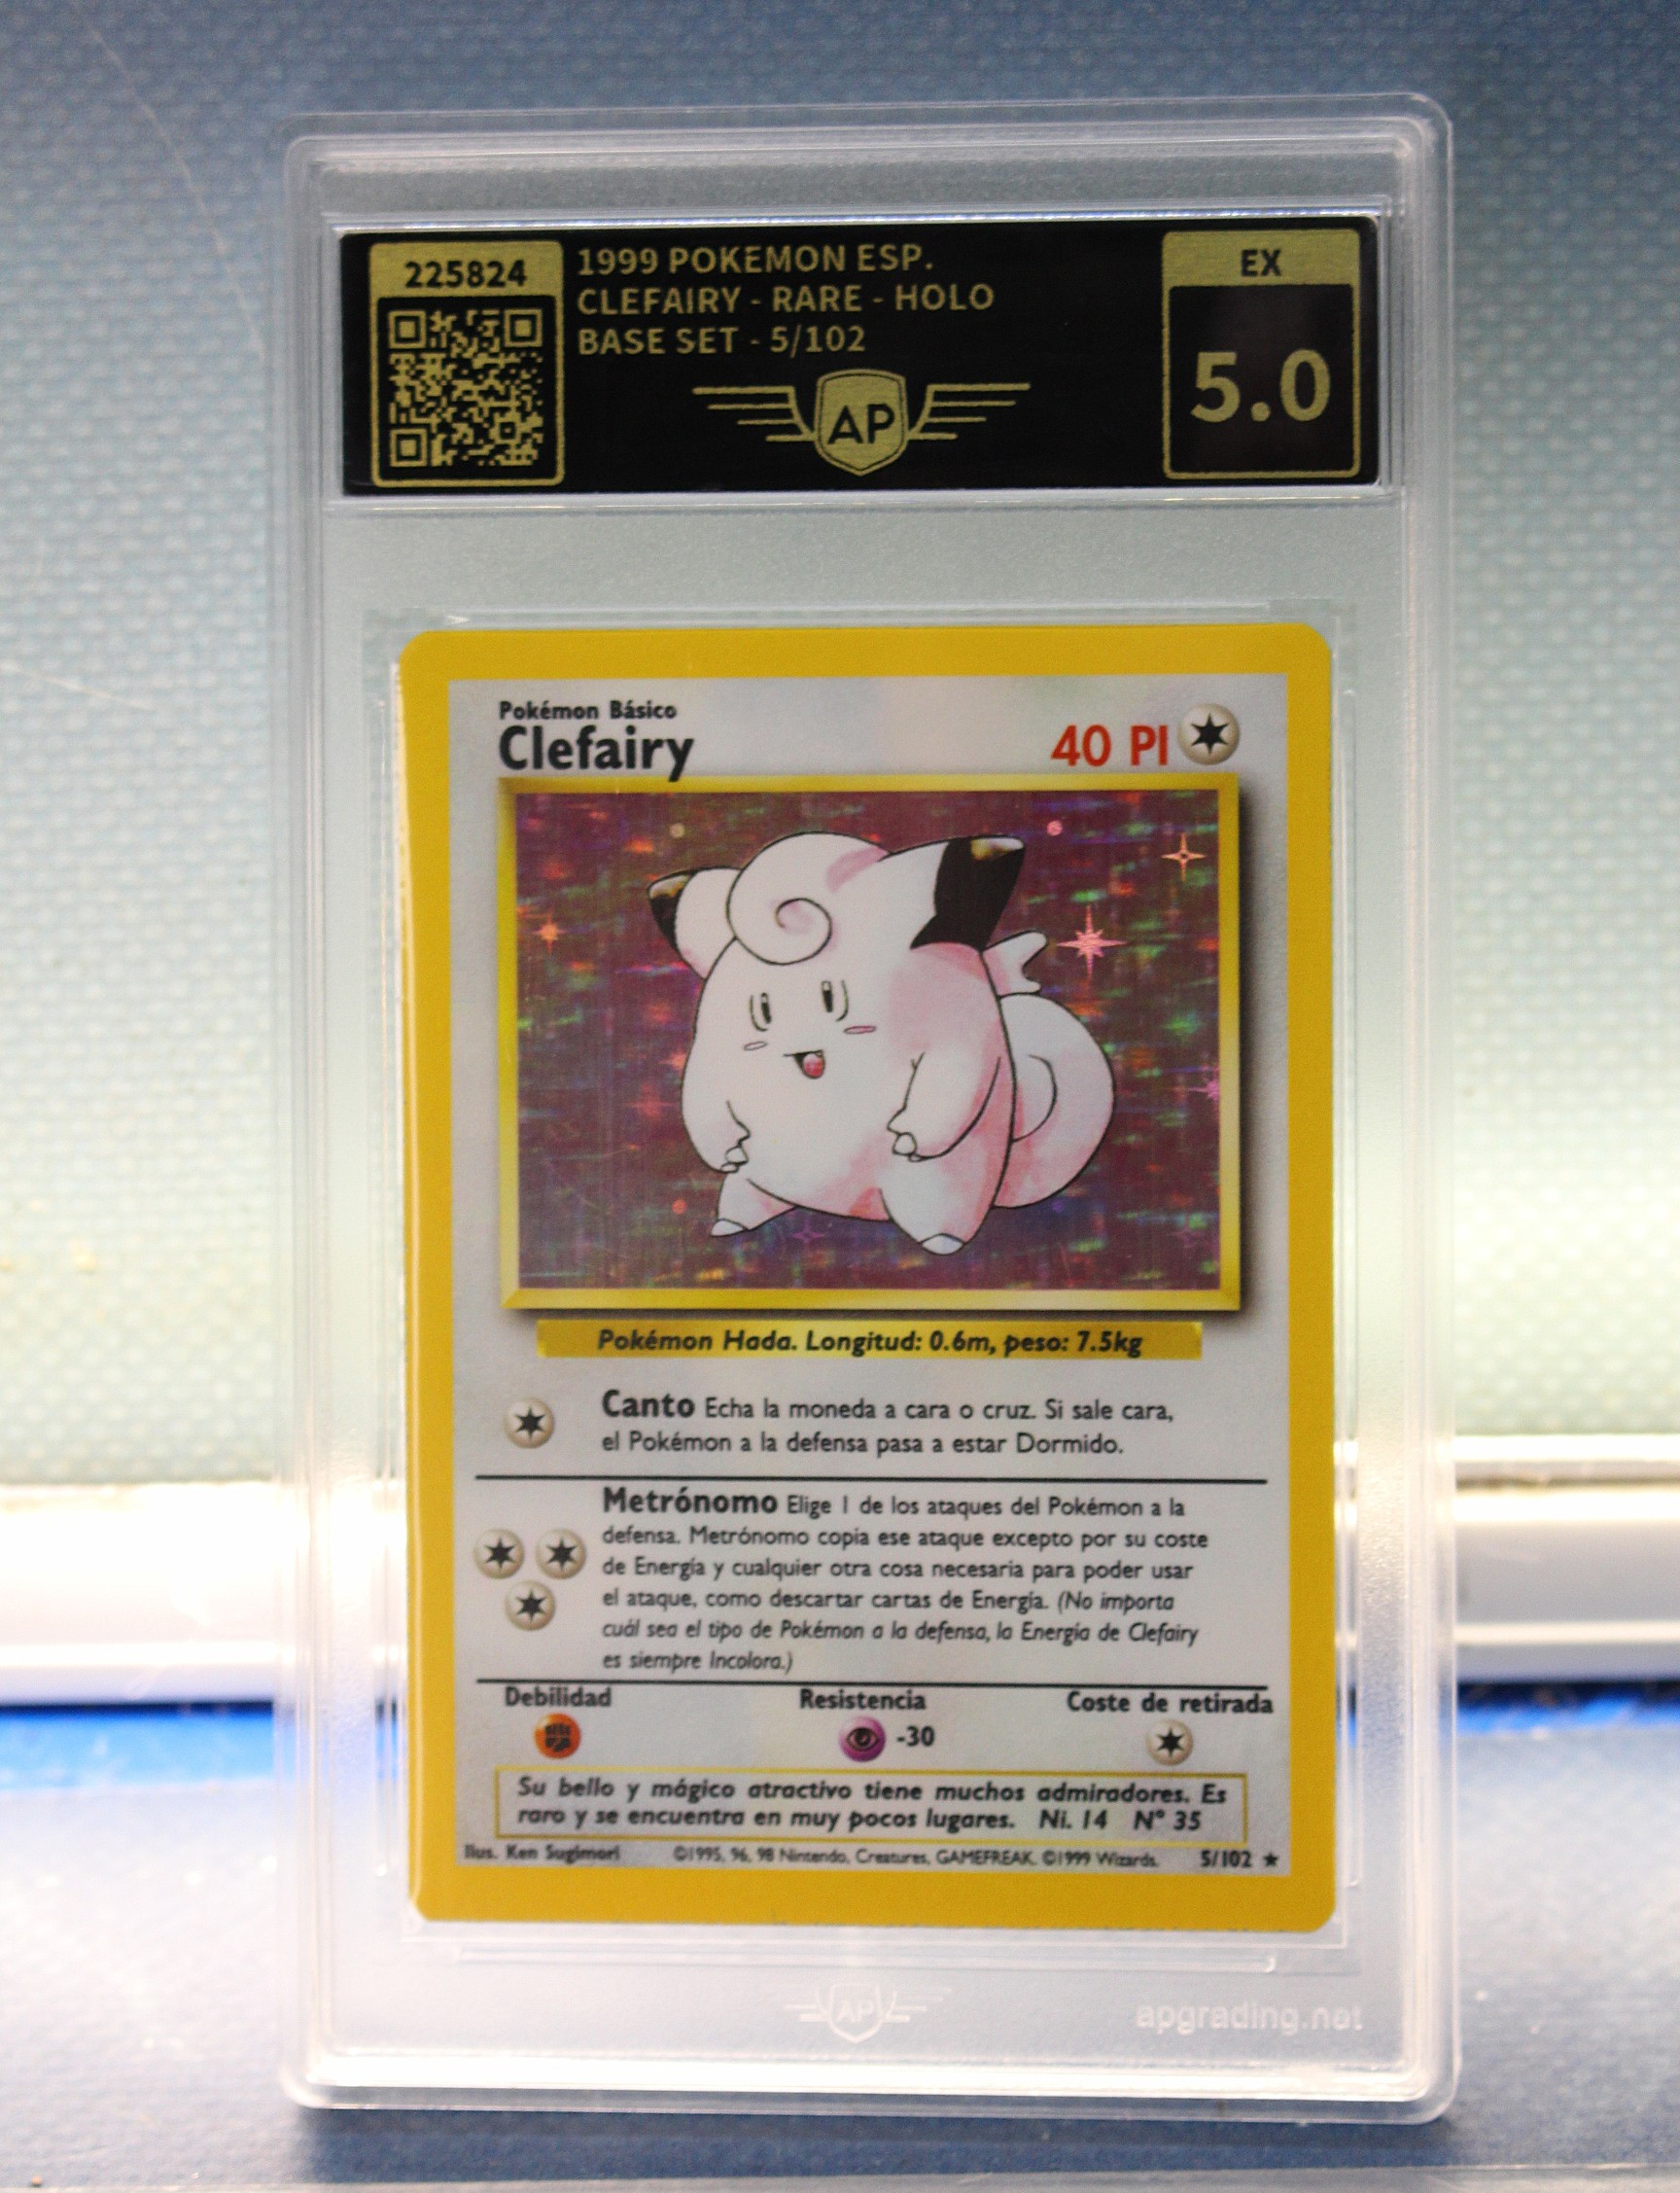 225824
1999 POKEMON ESP.
CLEFAIRY - RARE - HOLO
BASE SET - 5/102
AP
EX
5.0
Pokémon Básico
Clefairy
40 PI
Pokémon Hada. Longitud: 0.6m, peso: 7.5kg
Canto Echa la moneda a cara o cruz. Si sale cara,
el Pokémon a la defensa pasa a estar Dormido.
Metrónomo Elige 1 de los ataques del Pokémon a la
defensa. Metrónomo copia ese ataque excepto por su coste
de Energía y cualquier otra cosa necesaria para poder usar
el ataque, como descartar cartas de Energía. (No importa
cuál sea el tipo de Pokémon a la defensa, la Energía de Clefairy
es siempre Incolora.)
Debilidad
Resistencia
Coste de retirada
-30
Su bello y mágico atractivo tiene muchos admiradores. Es
raro y se encuentra en muy pocos lugares. Ni. 14 Nº 35
Ilus. Ken Sugimori ©1995, 96, 98 Nintendo, Creatures, GAMEFREAK. ©1999 Wizards. 5/102 ★
AP
apgrading.net